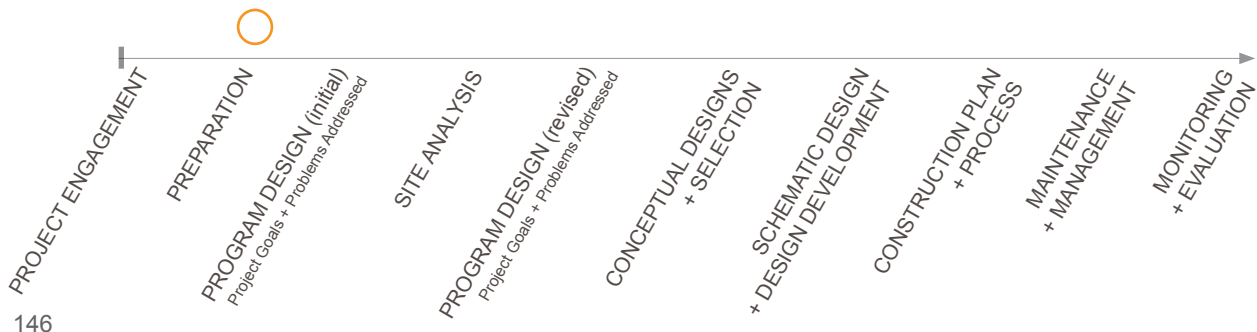 PROJECT ENGAGEMENT
PREPARATION
PROGRAM DESIGN (initial)
Project Goals + Problems Addressed
SITE ANALYSIS
PROGRAM DESIGN (revised)
Project Goals + Problems Addressed
CONCEPTUAL DESIGNS
+ SELECTION
SCHEMATIC DESIGN
+ DESIGN DEVELOPMENT
CONSTRUCTION PLAN
+ PROCESS
MAINTENANCE
+ MANAGEMENT
MONITORING
+ EVALUATION
146